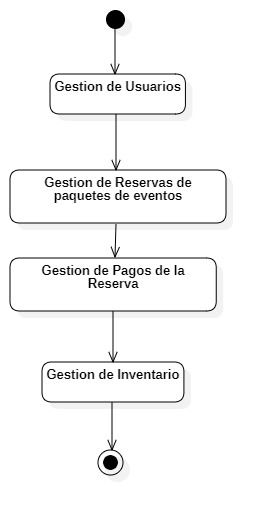 Gestion de Usuarios
Gestion de Reservas de
paquetes de eventos
Gestion de Pagos de la
Reserva
Gestion de Inventario